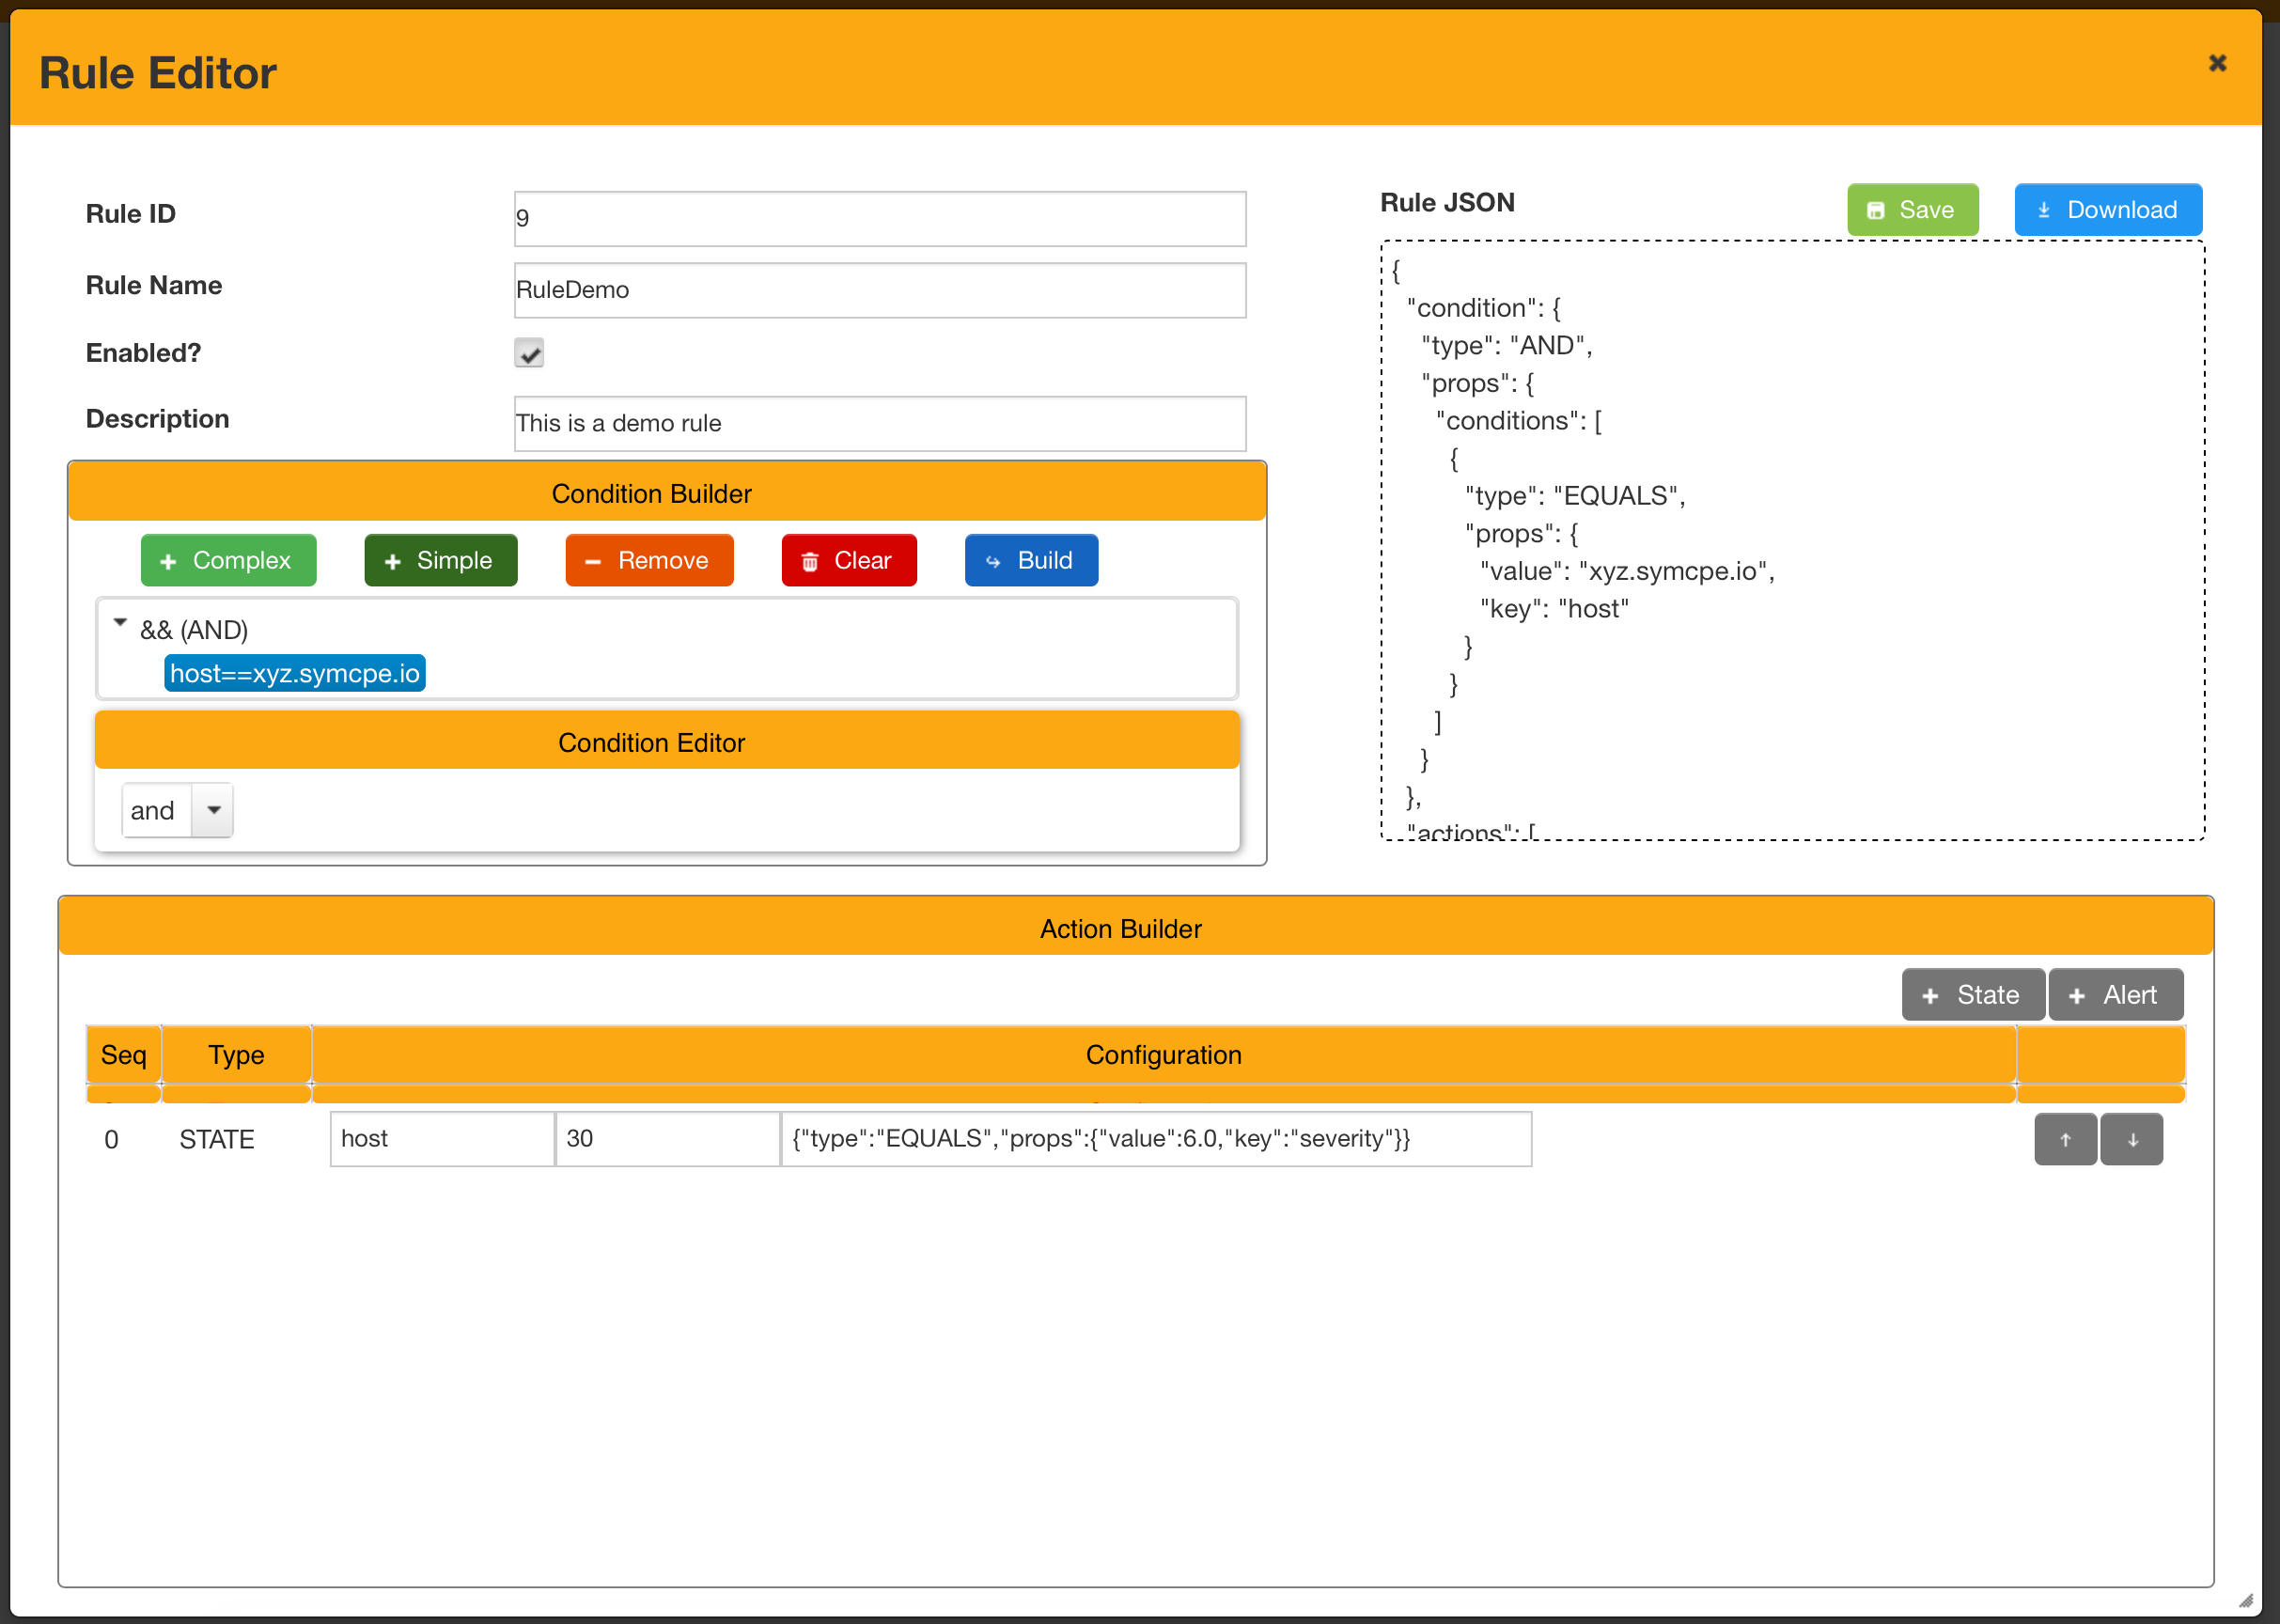 Rule Editor
Rule ID
9
Rule Name
RuleDemo
Enabled?
Description
This is a demo rule
Condition Builder
Complex Simple Remove Clear Build
&& (AND)
host==xyz.symcpe.io
Condition Editor
and
Rule JSON
Save Download
{
"condition": {
"type": "AND",
"props": {
"conditions": [
{
"type": "EQUALS",
"props": {
"value": "xyz.symcpe.io",
"key": "host"
}
}
]
}
},
"actions": [
Action Builder
State Alert
Seq Type Configuration
0 STATE host 30 {"type":"EQUALS","props":{"value":6.0,"key":"severity"}}